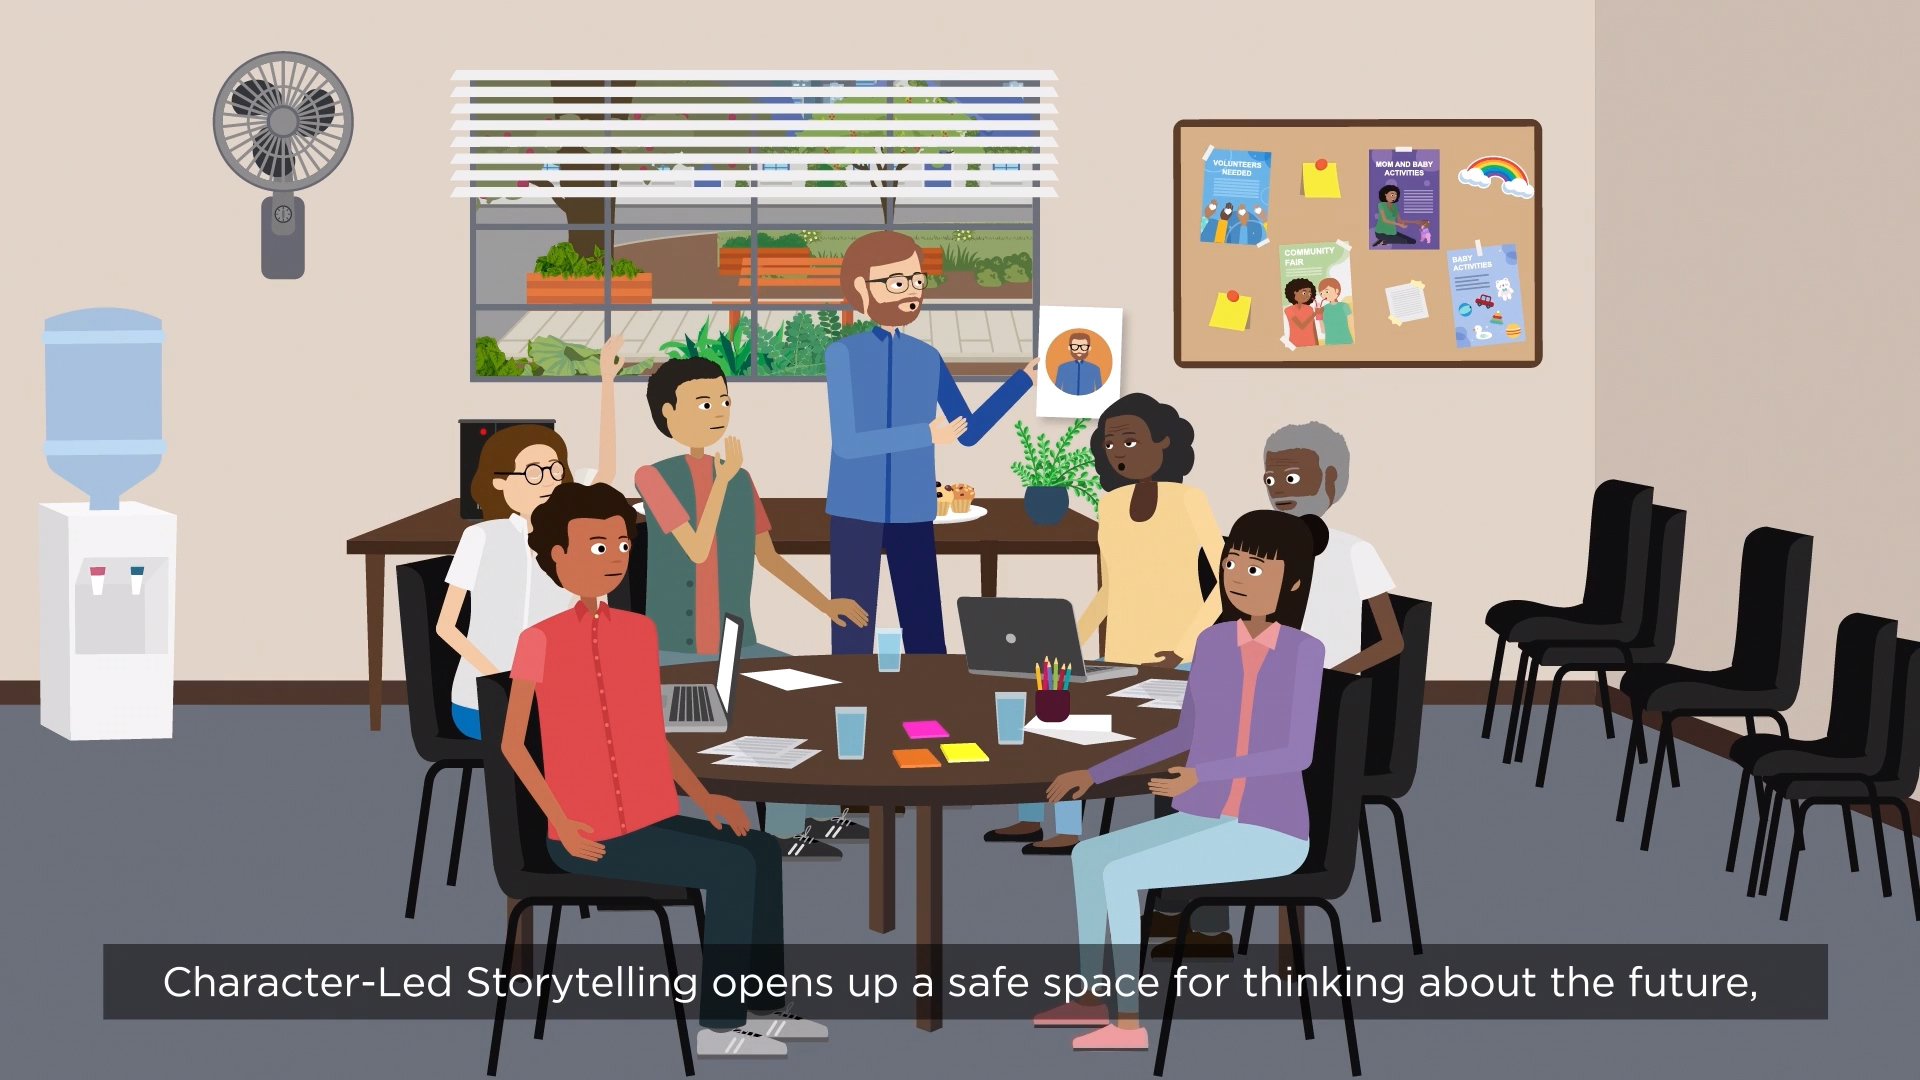 VOLUNTEERS
NEEDED
MOM AND BABY
ACTIVITIES
COMMUNITY
FAIR
BABY
ACTIVITIES
Character-Led Storytelling opens up a safe space for thinking about the future,